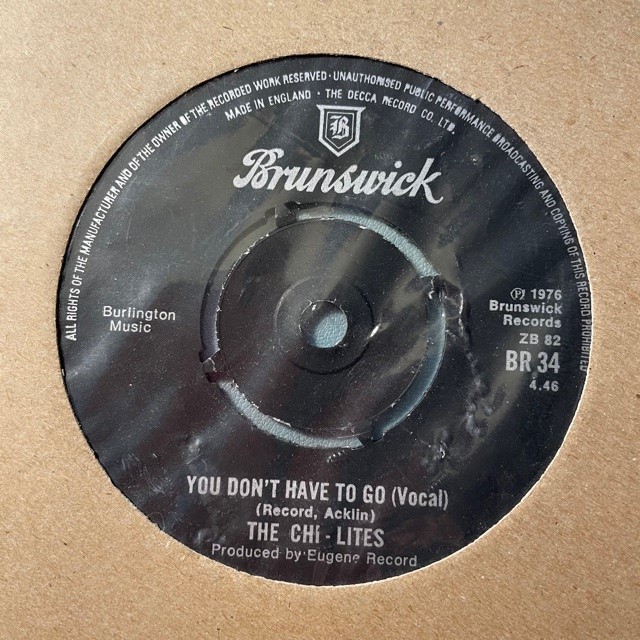 ALL RIGHTS OF THE MANUFACTURER AND OF THE OWNER OF THE RECORDED WORK RESERVED · UNAUTHORISED PUBLIC PERFORMANCE BROADCASTING AND COPYING OF THIS RECORD PROHIBITED
MADE IN ENGLAND · THE DECCA RECORD CO. LTD.
B
Brunswick
Burlington
Music
Ⓟ 1976
Brunswick
Records
ZB 82
BR 34
4.46
YOU DON'T HAVE TO GO (Vocal)
(Record, Acklin)
THE CHI-LITES
Produced by Eugene Record